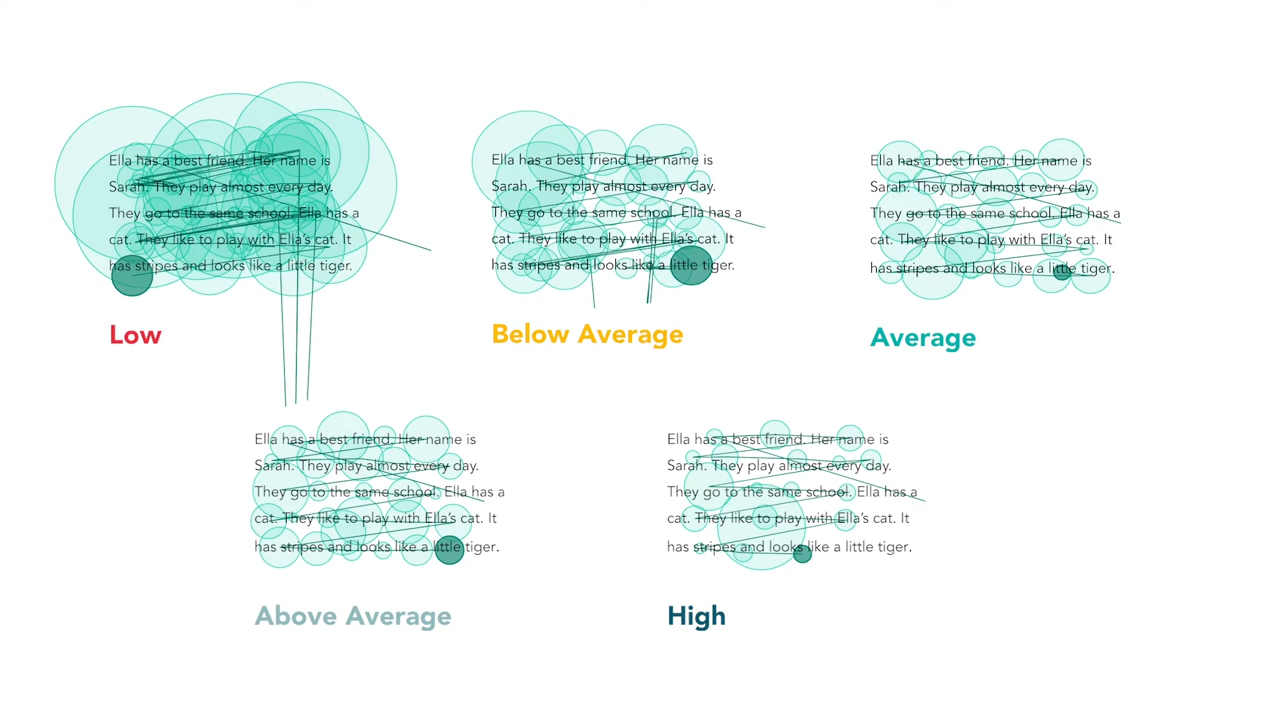 Ella has a best friend. Her name is
Sarah. They play almost every day.
They go to the same school. Ella has a
cat. They like to play with Ella's cat. It
has stripes and looks like a little tiger.
Low
Ella has a best friend. Her name is
Sarah. They play almost every day.
They go to the same school. Ella has a
cat. They like to play with Ella's cat. It
has stripes and looks like a little tiger.
Below Average
Ella has a best friend. Her name is
Sarah. They play almost every day.
They go to the same school. Ella has a
cat. They like to play with Ella's cat. It
has stripes and looks like a little tiger.
Average
Ella has a best friend. Her name is
Sarah. They play almost every day.
They go to the same school. Ella has a
cat. They like to play with Ella's cat. It
has stripes and looks like a little tiger.
Above Average
Ella has a best friend. Her name is
Sarah. They play almost every day.
They go to the same school. Ella has a
cat. They like to play with Ella's cat. It
has stripes and looks like a little tiger.
High